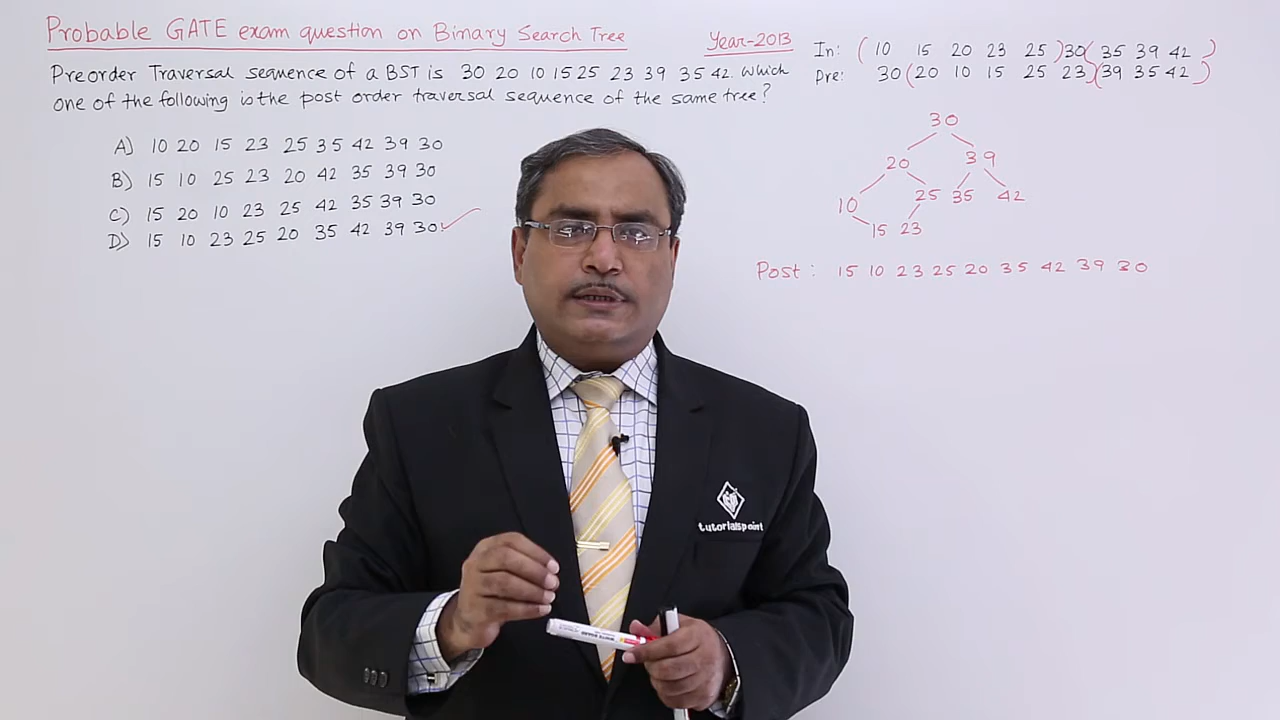 Probable GATE exam question on Binary Search Tree
Year-2013
Preorder Traversal sequence of a BST is 30 20 10 15 25 23 39 35 42. Which
one of the following is the post order traversal sequence of the same tree?
A) 10 20 15 23 25 35 42 39 30
B) 15 10 25 23 20 42 35 39 30
C) 15 20 10 23 25 42 35 39 30
D) 15 10 23 25 20 35 42 39 30
In: (10 15 20 23 25) 30 (35 39 42)
Pre: 30 (20 10 15 25 23) (39 35 42)
30
20 39
10 25 35 42
15 23
Post: 15 10 23 25 20 35 42 39 30
tutorialspoint